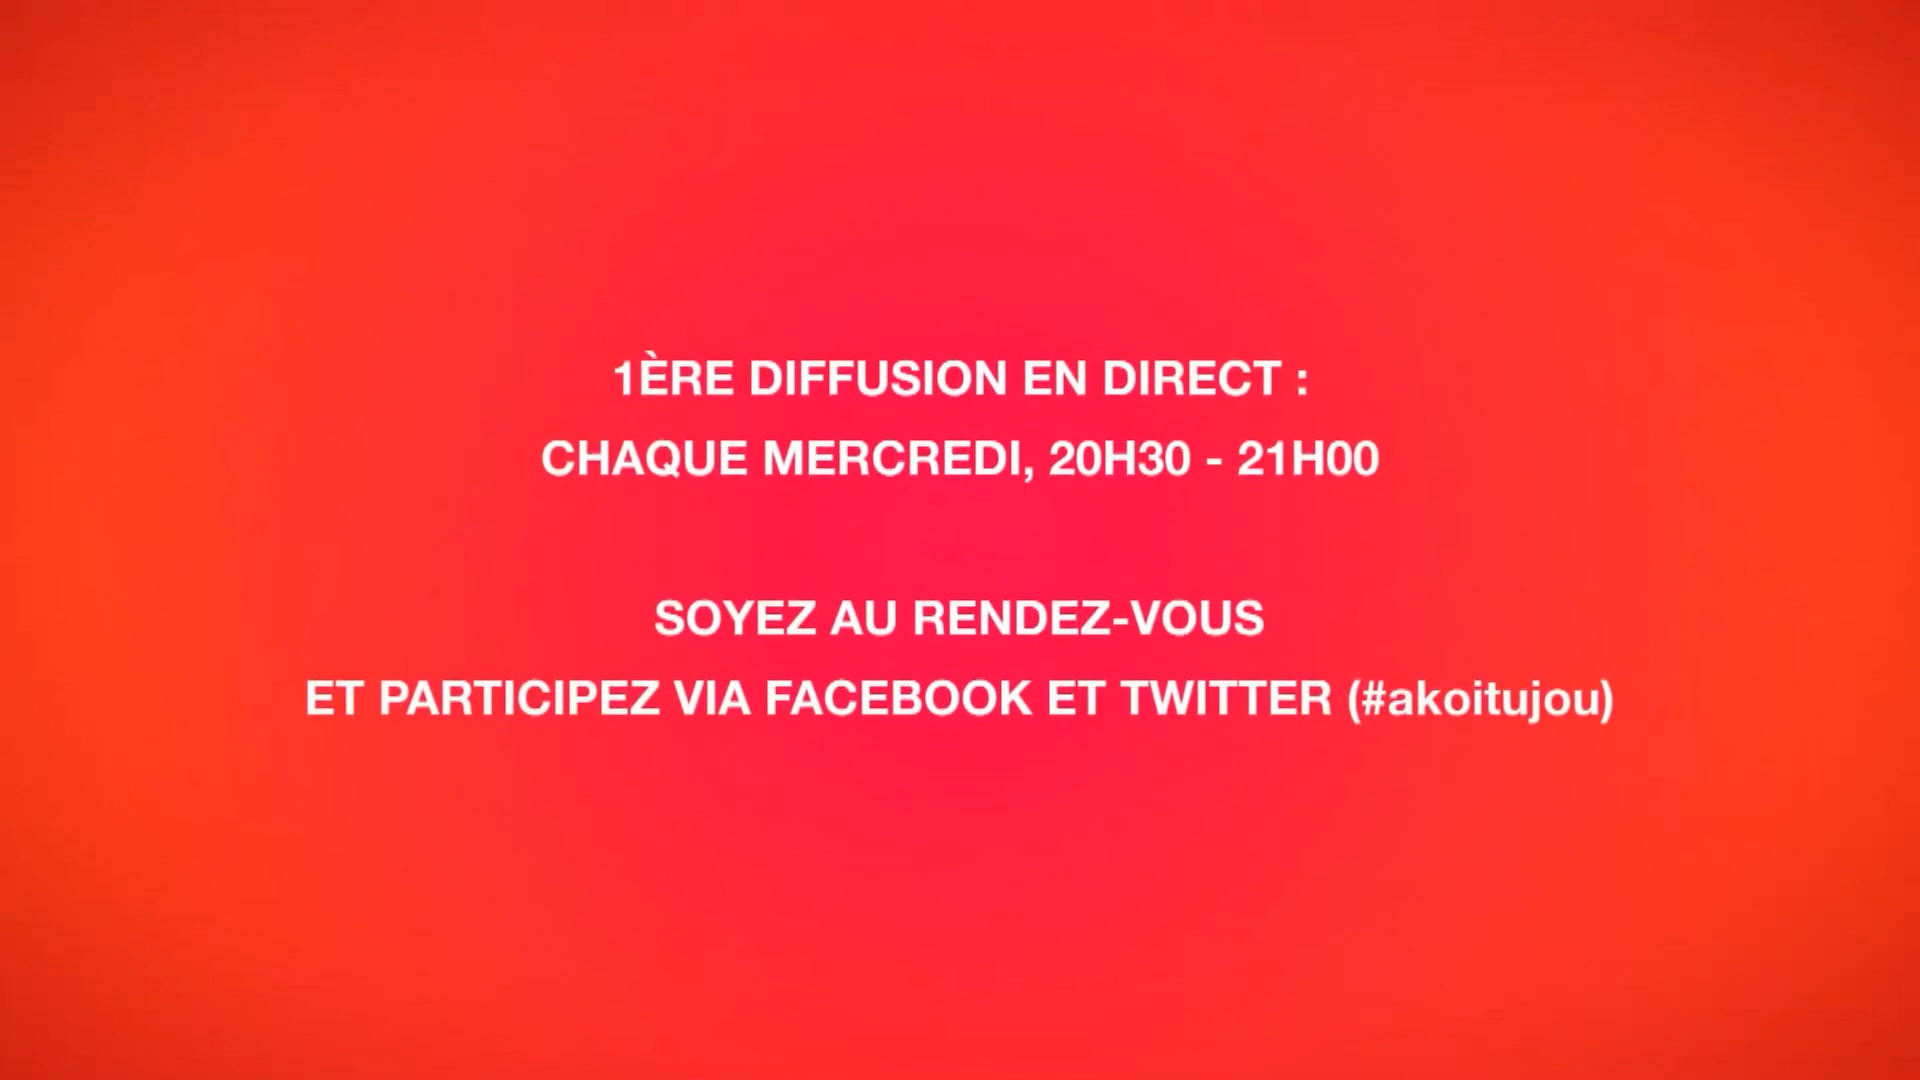 1ÈRE DIFFUSION EN DIRECT :
CHAQUE MERCREDI, 20H30 - 21H00
SOYEZ AU RENDEZ-VOUS
ET PARTICIPEZ VIA FACEBOOK ET TWITTER (#akoitujou)